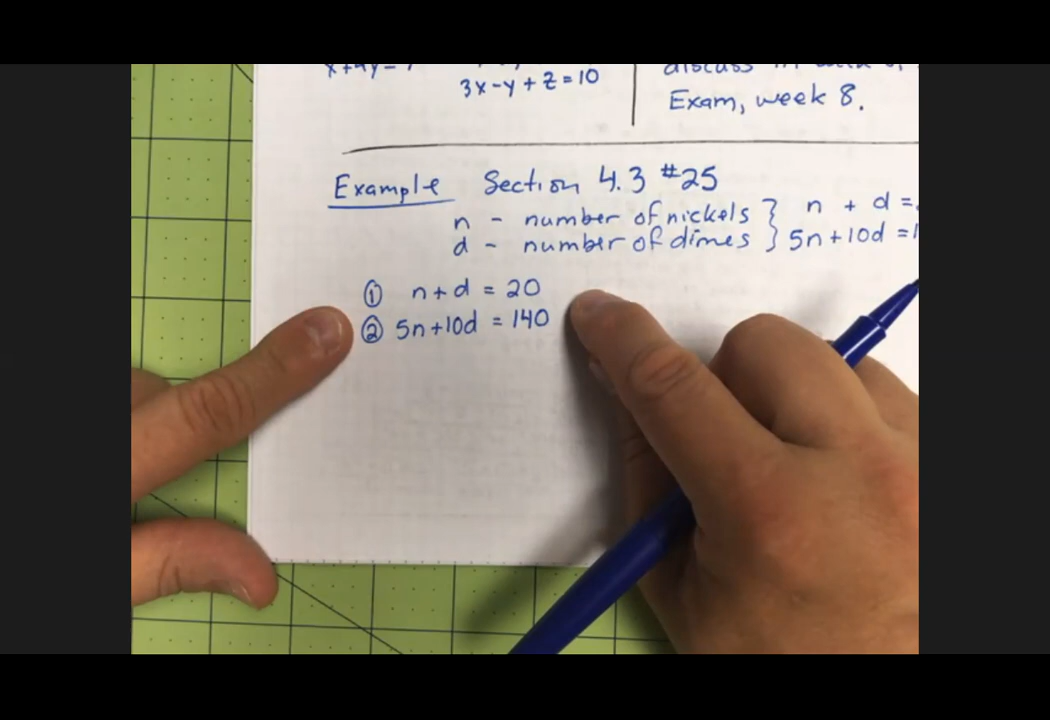 3x-y+z=10
Exam, week 8.
Example Section 4.3 #25
n - number of nickels } n + d =
d - number of dimes } 5n+10d =1
① n+d = 20
② 5n+10d = 140